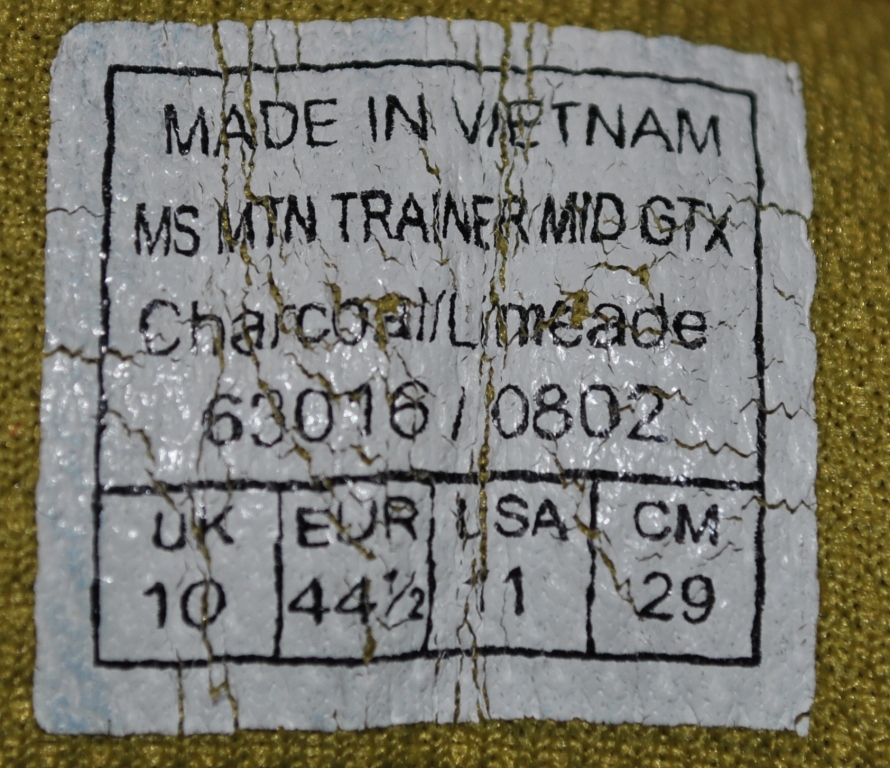 MADE IN VIETNAM
MS MTN TRAINER MID GTX
Charcoal/Limeade
63016 / 0802
UK EUR USA CM
10 44½ 11 29